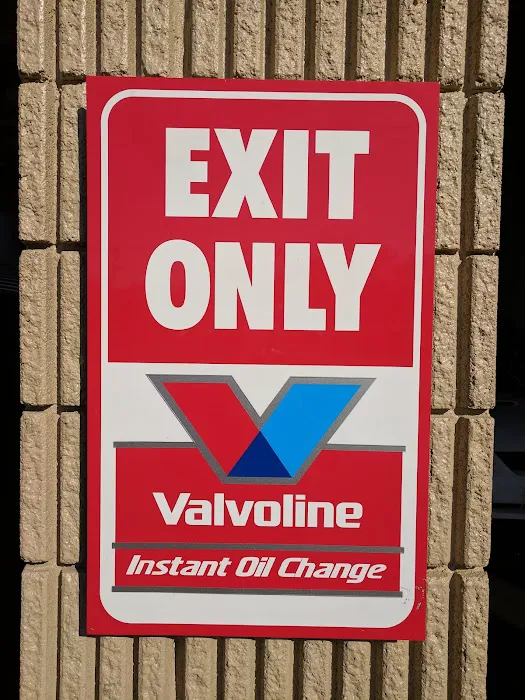 EXIT
ONLY
Valvoline
Instant Oil Change